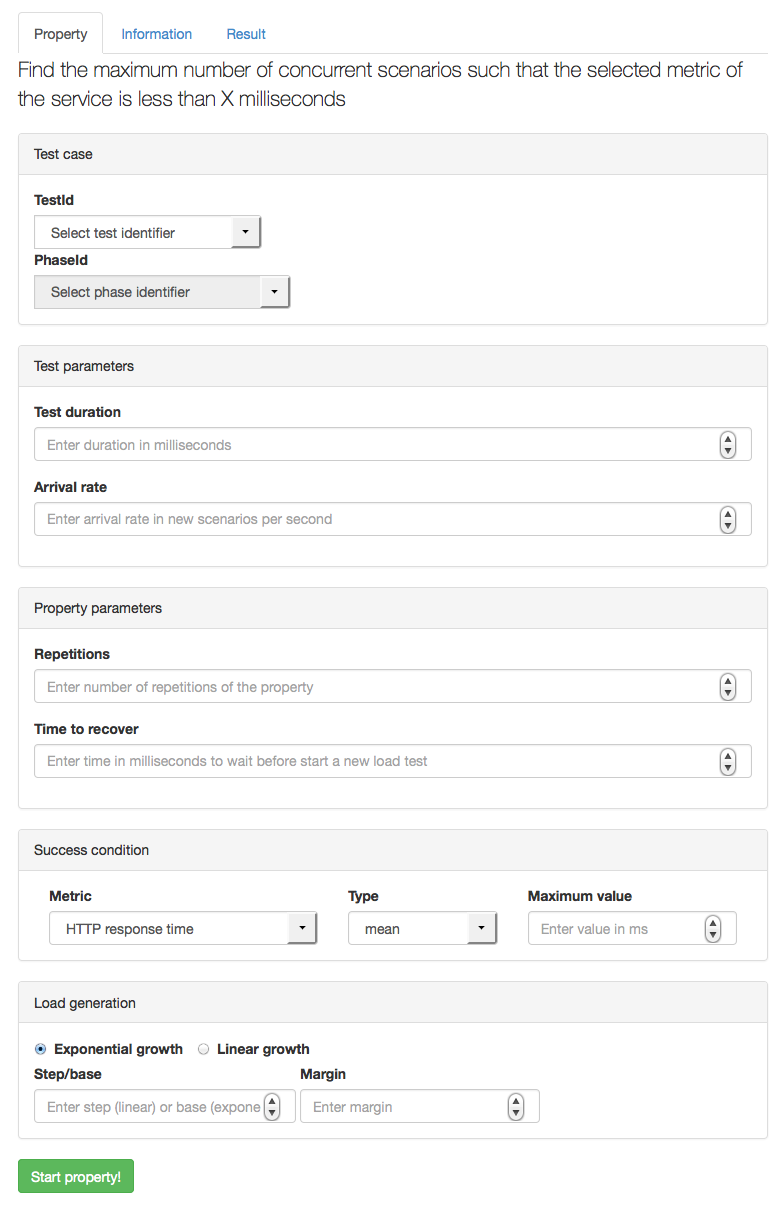 Property Information Result
Find the maximum number of concurrent scenarios such that the selected metric of
the service is less than X milliseconds
Test case
TestId
Select test identifier
PhaseId
Select phase identifier
Test parameters
Test duration
Enter duration in milliseconds
Arrival rate
Enter arrival rate in new scenarios per second
Property parameters
Repetitions
Enter number of repetitions of the property
Time to recover
Enter time in milliseconds to wait before start a new load test
Success condition
Metric Type Maximum value
HTTP response time mean Enter value in ms
Load generation
Exponential growth Linear growth
Step/base Margin
Enter step (linear) or base (expone Enter margin
Start property!